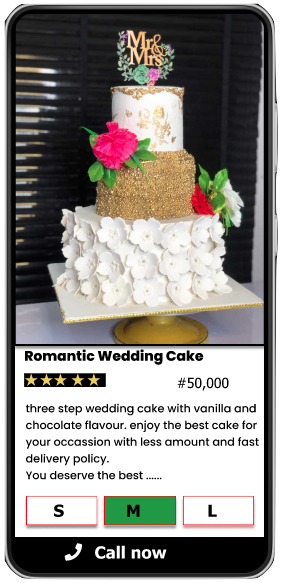 Mr&
Mrs
Romantic Wedding Cake
#50,000
three step wedding cake with vanilla and
chocolate flavour. enjoy the best cake for
your occassion with less amount and fast
delivery policy.
You deserve the best ......
S M L
Call now